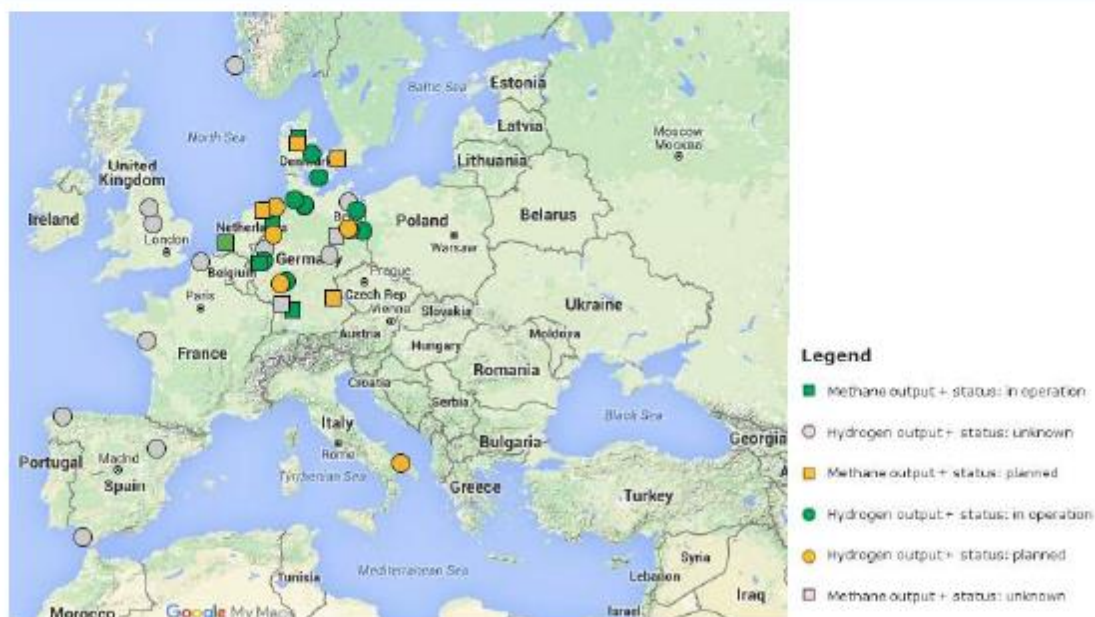 Estonia
Baltic Sea
Latvia
North Sea
Moscow
Москва
Denmark
Lithuania
United
Kingdom
Belarus
Ireland
Poland
Netherlands
Warsaw
London
Germany
Belgium
Prague
Paris
Czech Rep
Ukraine
Vienna
Slovakia
Austria
Moldova
Hungary
France
Romania
Croatia
Serbia
Italy
Black Sea
Bulgaria
Georgia
Rome
Portugal
Madrid
Tyrrhenian Sea
Spain
Greece
Turkey
Syria
Mediterranean Sea
Tunisia
Lebanon
Iraq
Morocco
Google My Maps
Israel
Legend
Methane output + status: in operation
Hydrogen output + status: unknown
Methane output + status: planned
Hydrogen output + status: in operation
Hydrogen output + status: planned
Methane output + status: unknown